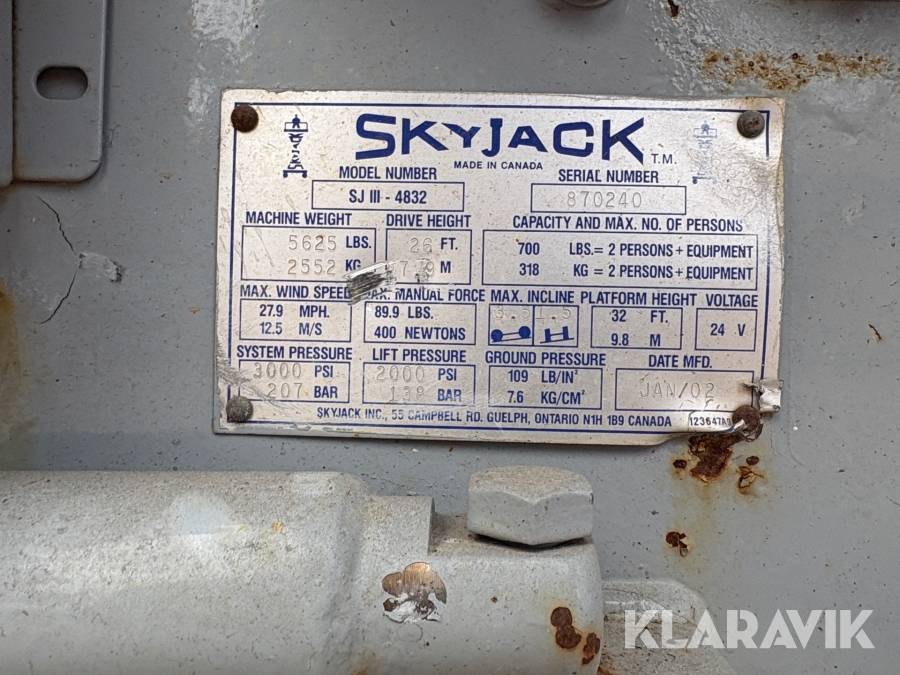 SKYJACK T.M.
MADE IN CANADA
MODEL NUMBER SERIAL NUMBER
SJ III - 4832 870240
MACHINE WEIGHT DRIVE HEIGHT CAPACITY AND MAX. NO. OF PERSONS
5625 LBS. 26 FT. 700 LBS. = 2 PERSONS + EQUIPMENT
2552 KG M 318 KG = 2 PERSONS + EQUIPMENT
MAX. WIND SPEED MAX. MANUAL FORCE MAX. INCLINE PLATFORM HEIGHT VOLTAGE
27.9 MPH. 89.9 LBS. 3.5 1.5 32 FT. 24 V
12.5 M/S 400 NEWTONS 9.8 M
SYSTEM PRESSURE LIFT PRESSURE GROUND PRESSURE DATE MFD.
3000 PSI 2000 PSI 109 LB/IN² JAN/02
207 BAR 138 BAR 7.6 KG/CM²
SKYJACK INC., 55 CAMPBELL RD. GUELPH, ONTARIO N1H 1B9 CANADA
KLARAVIK